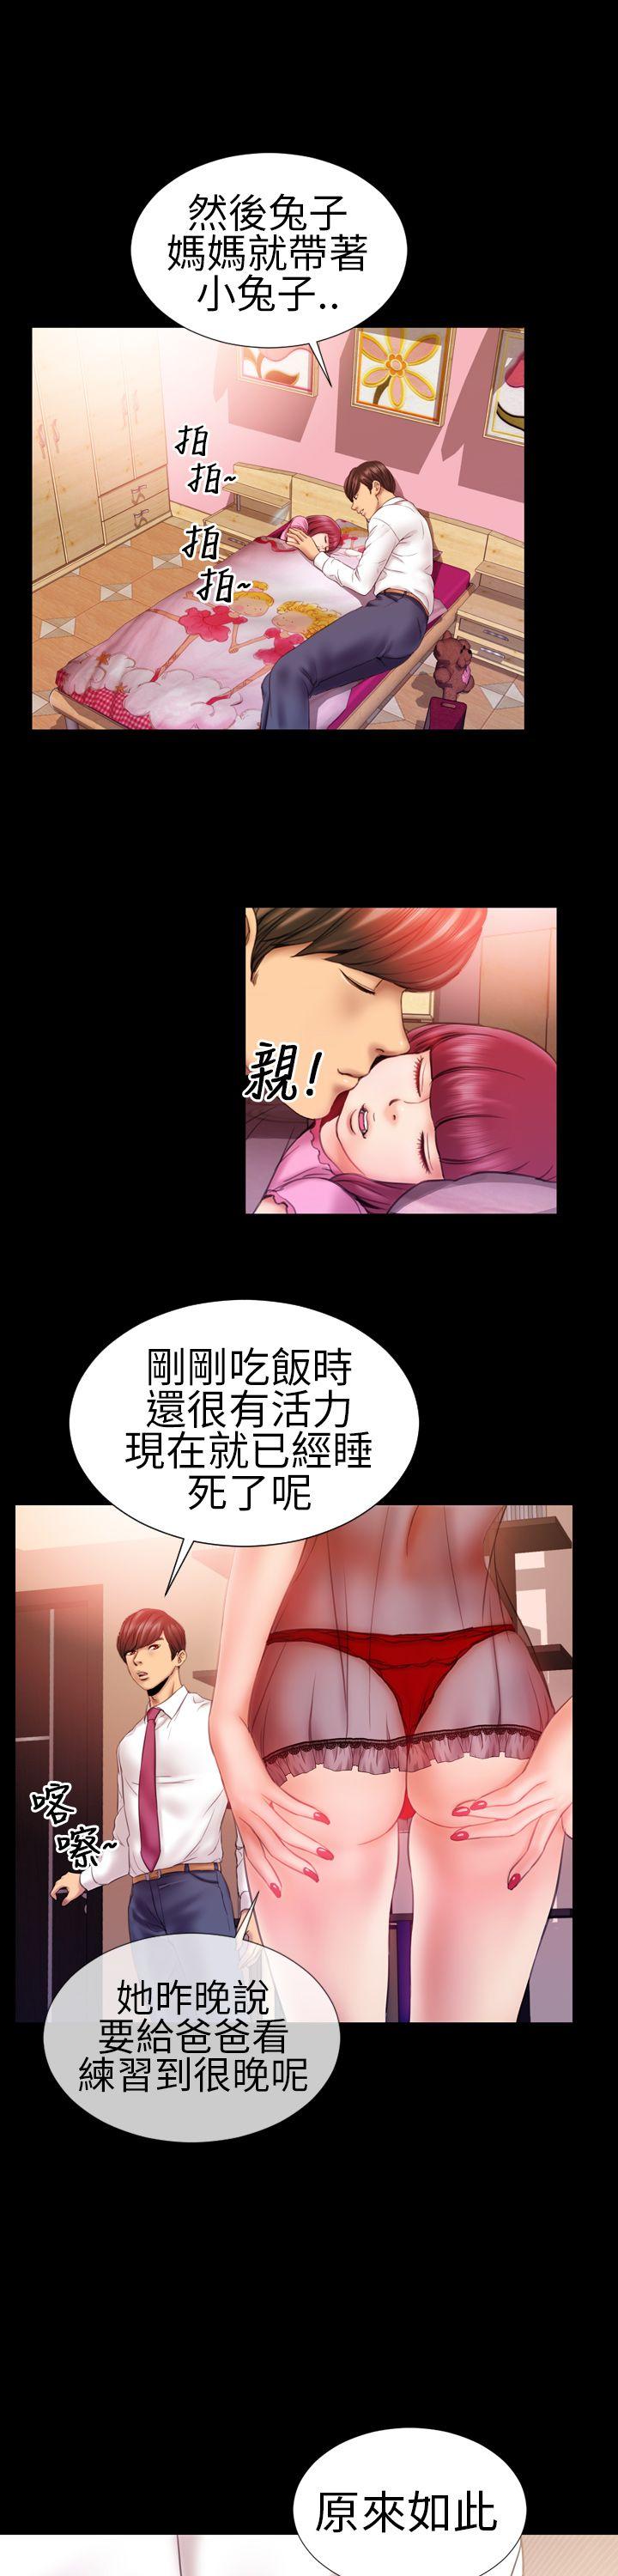 然後兔子
媽媽就帶著
小兔子..
拍
拍~
拍
拍~
親!
剛剛吃飯時
還很有活力
現在就已經睡
死了呢
喀
嚓~
她昨晚說
要給爸爸看
練習到很晚呢
原來如此